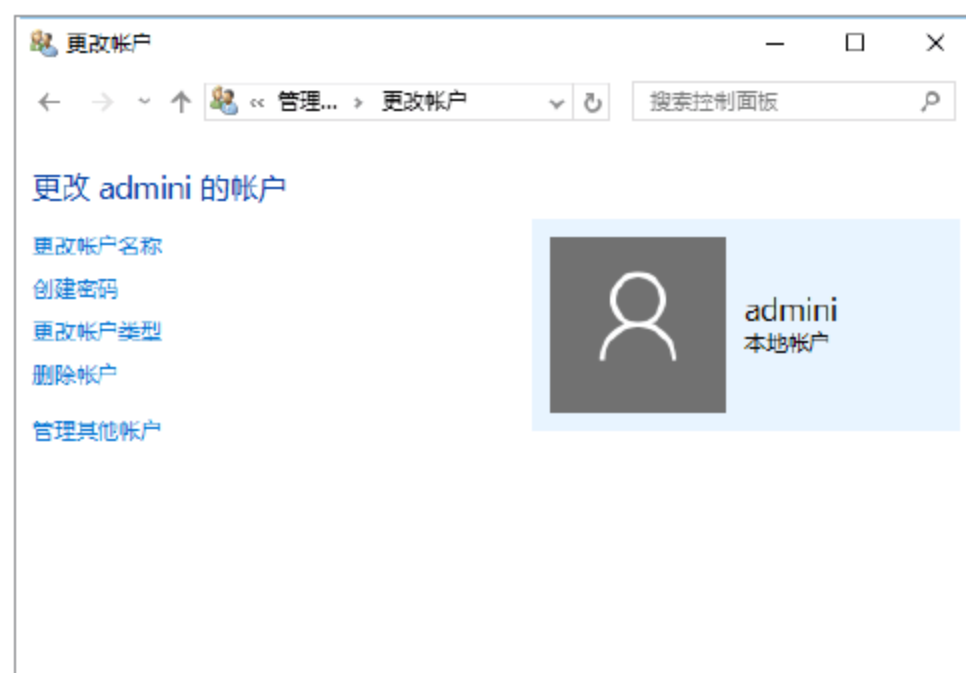 更改帐户
« 管理... › 更改帐户
搜索控制面板
更改 admini 的帐户
更改帐户名称
创建密码
更改帐户类型
删除帐户
管理其他帐户
admini
本地帐户